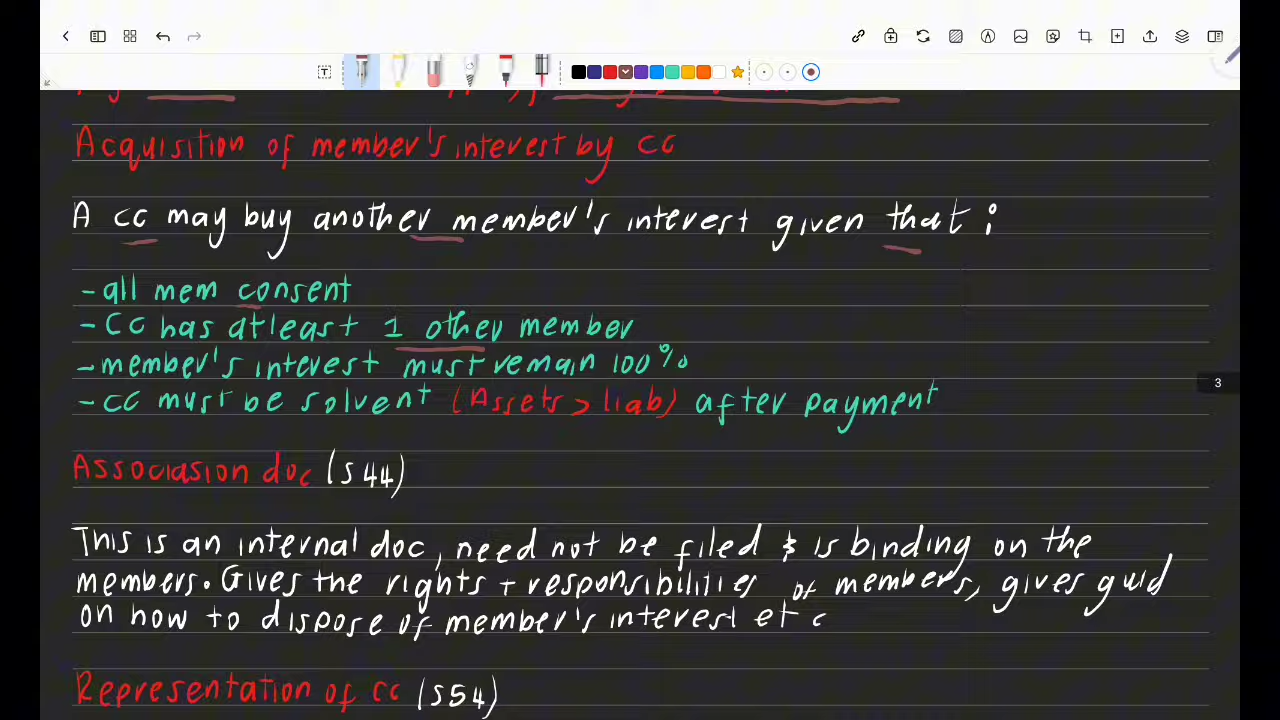 Acquisition of member's interest by CC
A CC may buy another member's interest given that :
- all mem consent
- CC has atleast 1 other member
- member's interest must remain 100%
- CC must be solvent (Assets > liab) after payment
3
Associasion doc (S44)
This is an internal doc, need not be filed & is binding on the
members. Gives the rights + responsibilities of members, gives guid
on how to dispose of member's interest etc
Representation of CC (S54)